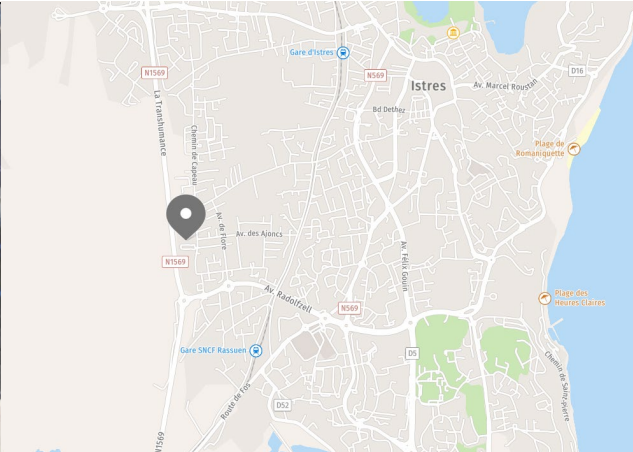 Gare d'Istres
N1569
N569
Istres
D16
Av. Marcel Roustan
La Transhumance
Bd Dethez
Chemin de Capeau
Plage de
Romaniquette
Av. de Flore
Av. des Ajoncs
Av. Félix Gouin
N1569
Av. Radolfzell
N569
Plage des
Heures Claires
Gare SNCF Rassuen
D5
Chemin de Saint-Pierre
Route de Fos
D52
N1569